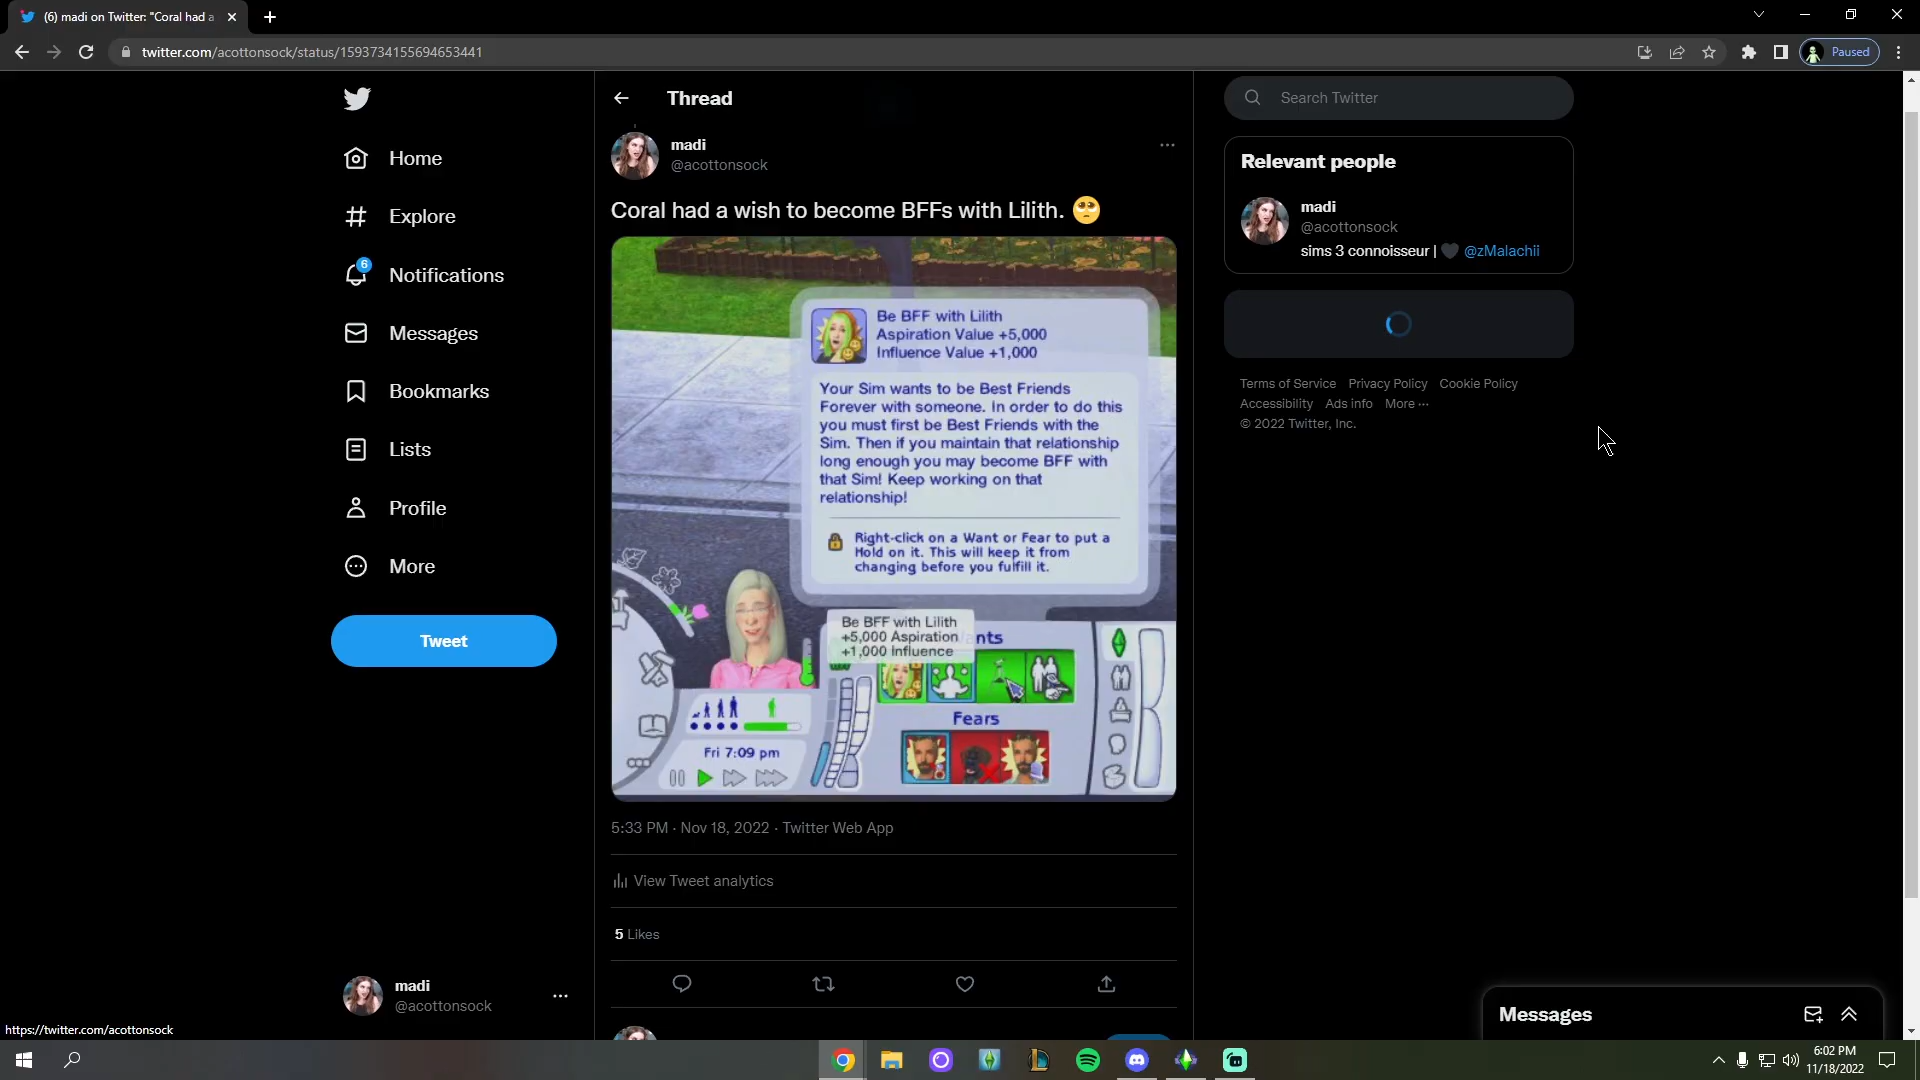 (6) madi on Twitter: "Coral had a
twitter.com/acottonsock/status/1593734155694653441
Paused
Home
Explore
6
Notifications
Messages
Bookmarks
Lists
Profile
More
Tweet
madi
@acottonsock
https://twitter.com/acottonsock
Thread
madi
@acottonsock
Coral had a wish to become BFFs with Lilith. 🥺
Be BFF with Lilith
Aspiration Value +5,000
Influence Value +1,000
Your Sim wants to be Best Friends
Forever with someone. In order to do this
you must first be Best Friends with the
Sim. Then if you maintain that relationship
long enough you may become BFF with
that Sim! Keep working on that
relationship!
Right-click on a Want or Fear to put a
Hold on it. This will keep it from
changing before you fulfill it.
Be BFF with Lilith
+5,000 Aspiration
+1,000 Influence
nts
Fears
Fri 7:09 pm
5:33 PM · Nov 18, 2022 · Twitter Web App
View Tweet analytics
5 Likes
Search Twitter
Relevant people
madi
@acottonsock
sims 3 connoisseur | 🖤 @zMalachii
Terms of Service Privacy Policy Cookie Policy
Accessibility Ads info More ···
© 2022 Twitter, Inc.
Messages
6:02 PM
11/18/2022